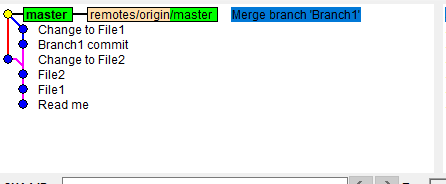 master remotes/origin/master Merge branch 'Branch1'
Change to File1
Branch1 commit
Change to File2
File2
File1
Read me